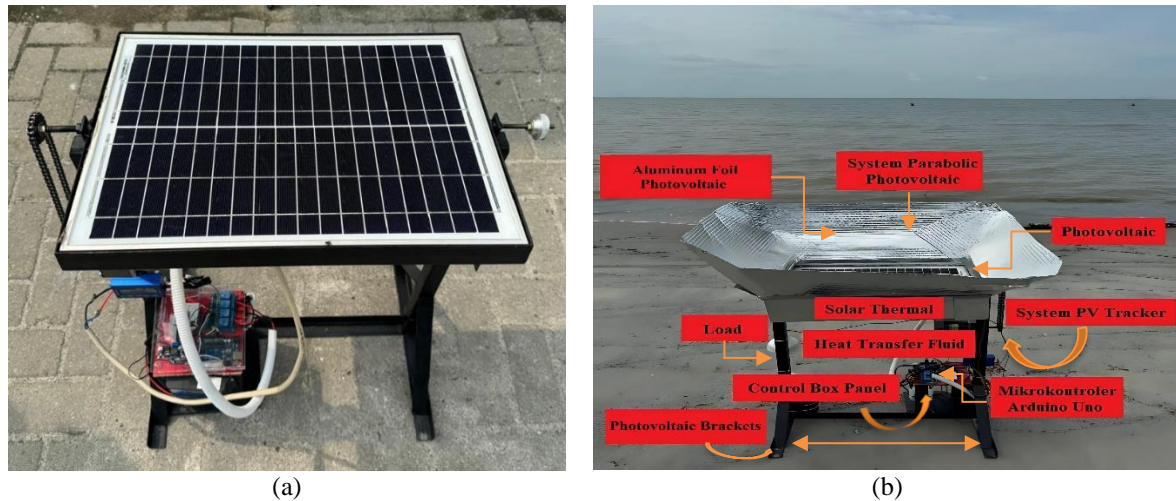 Aluminum Foil
Photovoltaic
System Parabolic
Photovoltaic
Photovoltaic
Solar Thermal
System PV Tracker
Load
Heat Transfer Fluid
Control Box Panel
Mikrokontroler
Arduino Uno
Photovoltaic Brackets
(a)
(b)